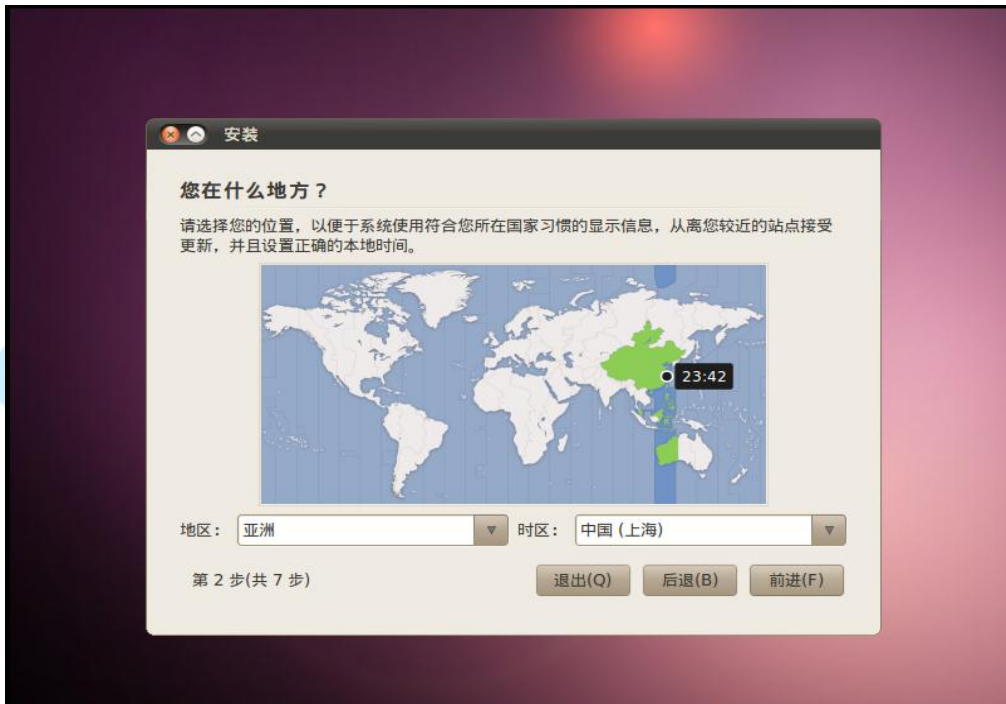 安装
您在什么地方？
请选择您的位置，以便于系统使用符合您所在国家习惯的显示信息，从离您较近的站点接受
更新，并且设置正确的本地时间。
23:42
地区： 亚洲 时区： 中国 (上海)
第 2 步(共 7 步) 退出(Q) 后退(B) 前进(F)